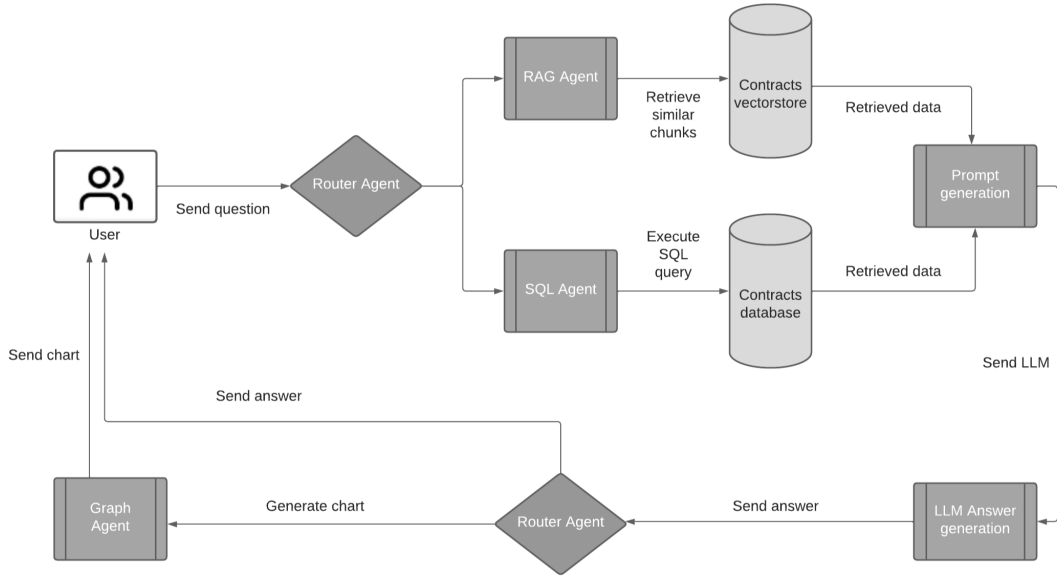 RAG Agent
Retrieve
similar
chunks
Contracts
vectorstore
Retrieved data
Router Agent
Send question
User
Prompt
generation
SQL Agent
Execute
SQL
query
Contracts
database
Retrieved data
Send chart
Send LLM
Send answer
Graph
Agent
Generate chart
Router Agent
Send answer
LLM Answer
generation